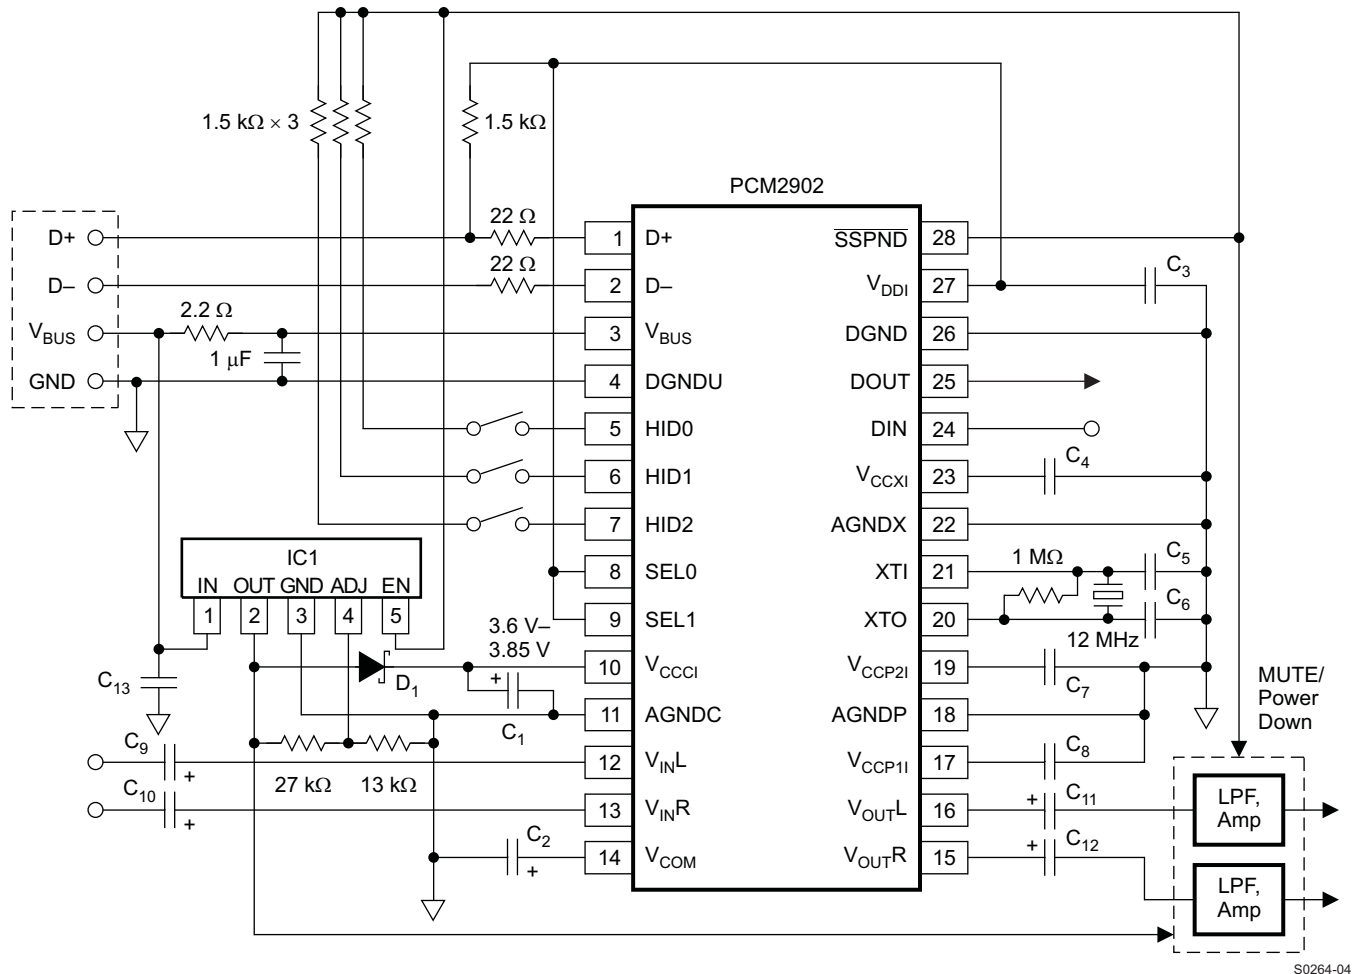 1.5 kΩ × 3
1.5 kΩ
PCM2902
D+
D–
VBUS
GND
22 Ω
22 Ω
2.2 Ω
1 μF
1 D+
2 D–
3 VBUS
4 DGNDU
5 HID0
6 HID1
7 HID2
8 SEL0
9 SEL1
10 VCCCI
11 AGNDC
12 VINL
13 VINR
14 VCOM
SSPND 28
VDDI 27
DGND 26
DOUT 25
DIN 24
VCCXI 23
AGNDX 22
XTI 21
XTO 20
VCCP2I 19
AGNDP 18
VCCP1I 17
VOUTL 16
VOUTR 15
IC1
IN OUT GND ADJ EN
1 2 3 4 5
3.6 V–
3.85 V
+
D1
C1
C13
C9
+
C10
+
27 kΩ
13 kΩ
C2
+
C3
C4
1 MΩ
C5
C6
12 MHz
C7
C8
+ C11
+ C12
MUTE/
Power
Down
LPF,
Amp
LPF,
Amp
S0264-04